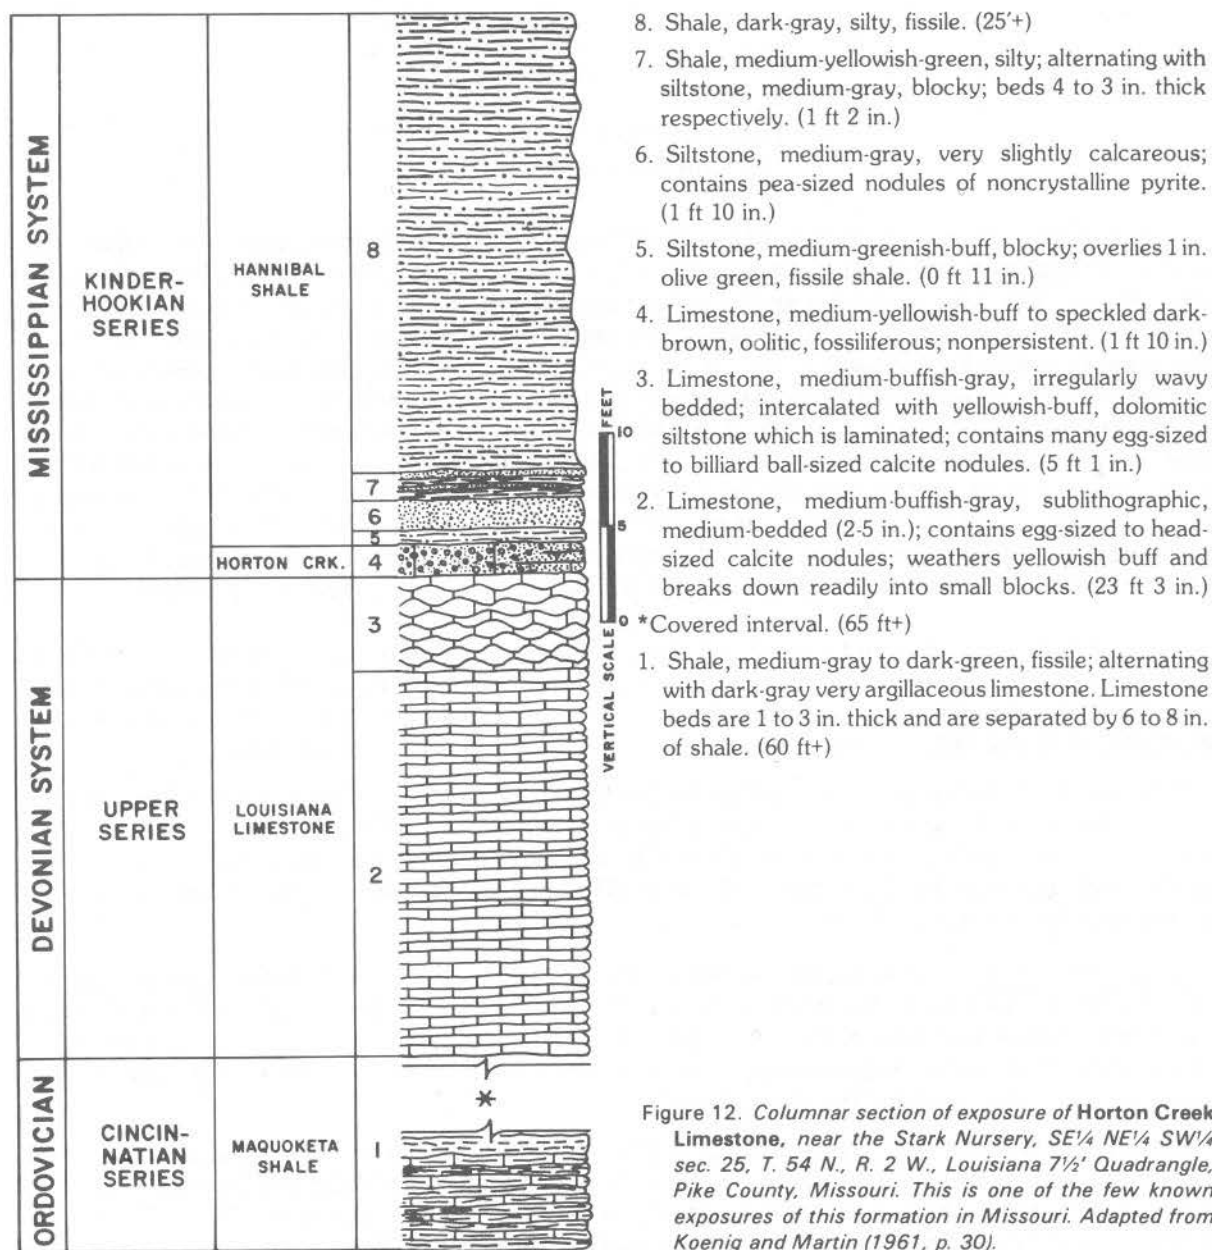 MISSISSIPPIAN SYSTEM
DEVONIAN SYSTEM
ORDOVICIAN
KINDER-
HOOKIAN
SERIES
UPPER
SERIES
CINCIN-
NATIAN
SERIES
HANNIBAL
SHALE
HORTON CRK.
LOUISIANA
LIMESTONE
MAQUOKETA
SHALE
8
7
6
5
4
3
2
1
*
VERTICAL SCALE FEET
10
5
0
8. Shale, dark-gray, silty, fissile. (25'+)
7. Shale, medium-yellowish-green, silty; alternating with
siltstone, medium-gray, blocky; beds 4 to 3 in. thick
respectively. (1 ft 2 in.)
6. Siltstone, medium-gray, very slightly calcareous;
contains pea-sized nodules of noncrystalline pyrite.
(1 ft 10 in.)
5. Siltstone, medium-greenish-buff, blocky; overlies 1 in.
olive green, fissile shale. (0 ft 11 in.)
4. Limestone, medium-yellowish-buff to speckled dark-
brown, oolitic, fossiliferous; nonpersistent. (1 ft 10 in.)
3. Limestone, medium-buffish-gray, irregularly wavy
bedded; intercalated with yellowish-buff, dolomitic
siltstone which is laminated; contains many egg-sized
to billiard ball-sized calcite nodules. (5 ft 1 in.)
2. Limestone, medium-buffish-gray, sublithographic,
medium-bedded (2-5 in.); contains egg-sized to head-
sized calcite nodules; weathers yellowish buff and
breaks down readily into small blocks. (23 ft 3 in.)
*Covered interval. (65 ft+)
1. Shale, medium-gray to dark-green, fissile; alternating
with dark-gray very argillaceous limestone. Limestone
beds are 1 to 3 in. thick and are separated by 6 to 8 in.
of shale. (60 ft+)
Figure 12. Columnar section of exposure of Horton Creek
Limestone, near the Stark Nursery, SE¼ NE¼ SW¼
sec. 25, T. 54 N., R. 2 W., Louisiana 7½' Quadrangle,
Pike County, Missouri. This is one of the few known
exposures of this formation in Missouri. Adapted from
Koenig and Martin (1961, p. 30).